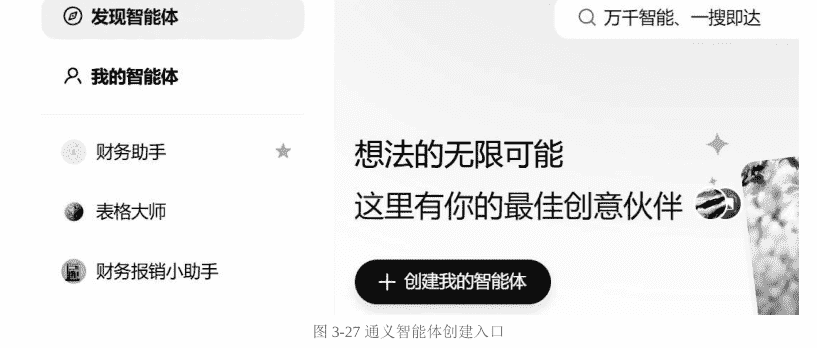 发现智能体
万千智能、一搜即达
我的智能体
财务助手
表格大师
财务报销小助手
想法的无限可能
这里有你的最佳创意伙伴
+ 创建我的智能体
图 3-27 通义智能体创建入口